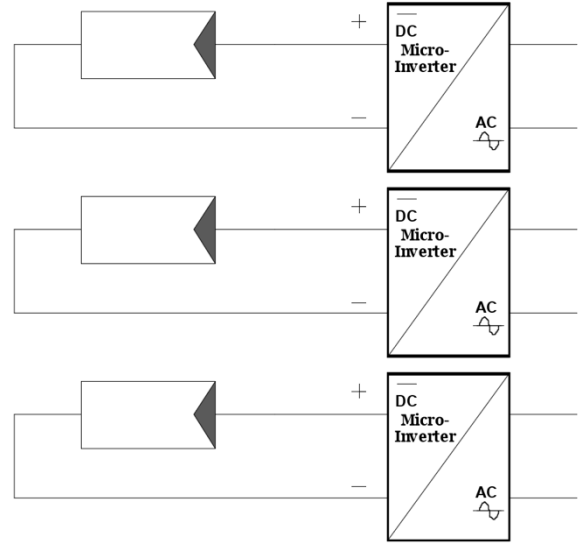 +
DC
Micro-
Inverter
—
AC
+
DC
Micro-
Inverter
—
AC
+
DC
Micro-
Inverter
—
AC